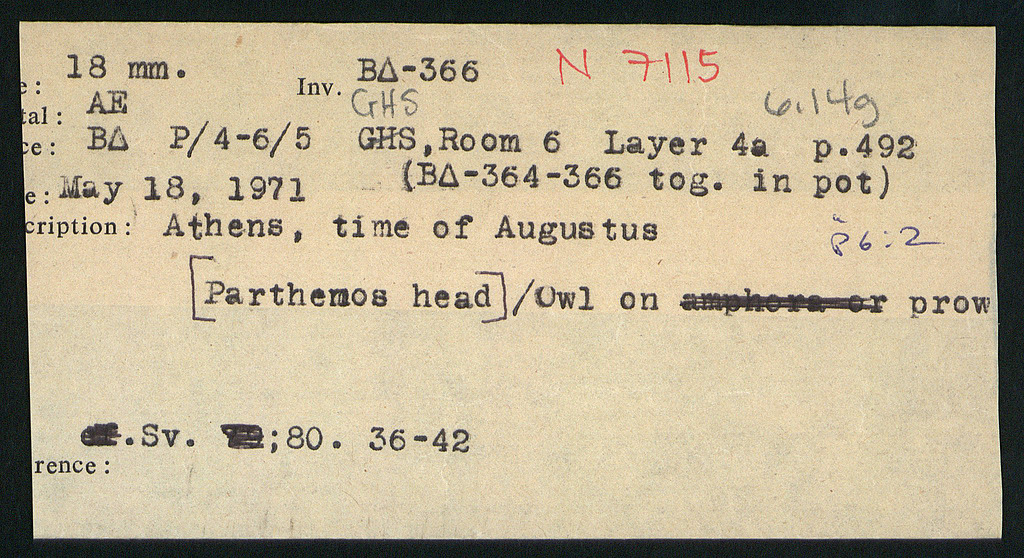 e: 18 mm. Inv. BΔ-366 N 7115
tal: AE GHS 6.14g
ce: BΔ P/4-6/5 GHS,Room 6 Layer 4a p.492
e: May 18, 1971 (BΔ-364-366 tog. in pot)
cription: Athens, time of Augustus P6:2
[Parthemos head]/Owl on amphora or prow
.Sv. ;80. 36-42
rence: